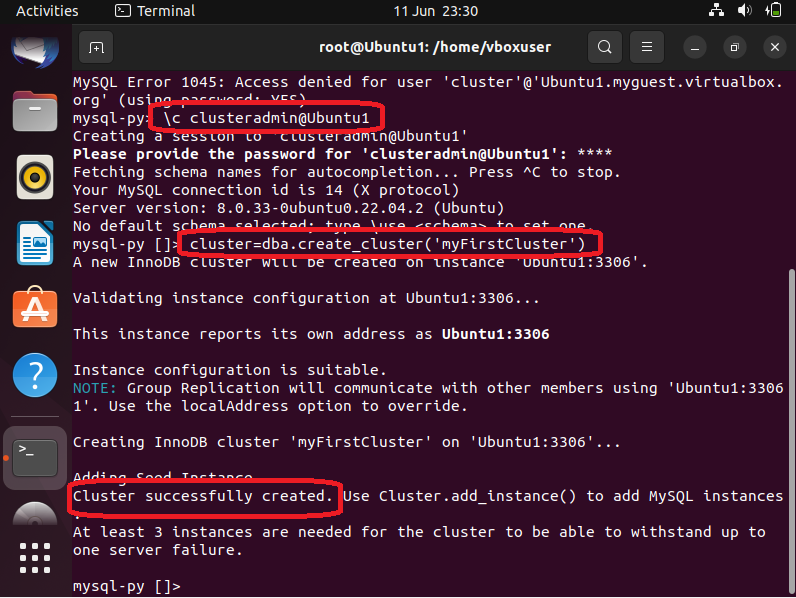 Activities Terminal 11 Jun 23:30
root@Ubuntu1: /home/vboxuser
MySQL Error 1045: Access denied for user 'cluster'@'Ubuntu1.myguest.virtualbox.
org' (using password: YES)
mysql-py> \c clusteradmin@Ubuntu1
Creating a session to 'clusteradmin@Ubuntu1'
Please provide the password for 'clusteradmin@Ubuntu1': ****
Fetching schema names for autocompletion... Press ^C to stop.
Your MySQL connection id is 14 (X protocol)
Server version: 8.0.33-0ubuntu0.22.04.2 (Ubuntu)
No default schema selected; type \use <schema> to set one.
mysql-py []> cluster=dba.create_cluster('myFirstCluster')
A new InnoDB cluster will be created on instance 'Ubuntu1:3306'.
Validating instance configuration at Ubuntu1:3306...
This instance reports its own address as Ubuntu1:3306
Instance configuration is suitable.
NOTE: Group Replication will communicate with other members using 'Ubuntu1:3306
1'. Use the localAddress option to override.
Creating InnoDB cluster 'myFirstCluster' on 'Ubuntu1:3306'...
Adding Seed Instance
Cluster successfully created. Use Cluster.add_instance() to add MySQL instances
.
At least 3 instances are needed for the cluster to be able to withstand up to
one server failure.
mysql-py []>